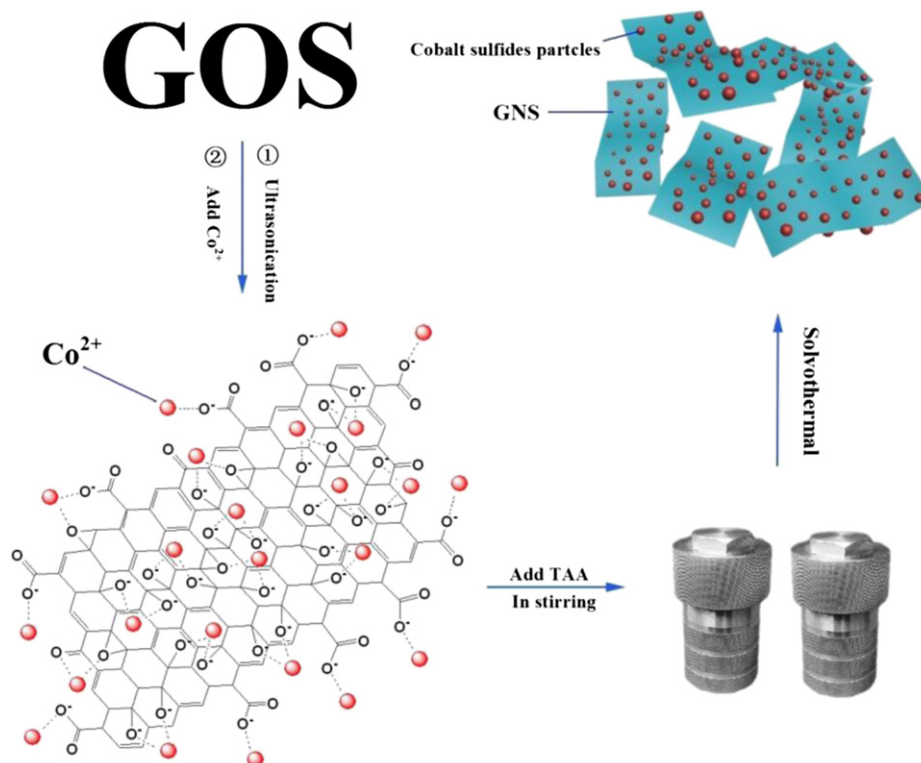 GOS
① Ultrasonication
② Add Co²⁺
Co²⁺
O
O⁻
O⁻
O
O⁻
O
O⁻
O⁻
O⁻
O⁻
O
O
O
O⁻
O⁻
O
O⁻
O
O⁻
O⁻
O⁻
O⁻
O
O⁻
O
O⁻
O⁻
O
O⁻
O
O⁻
O
Add TAA
In stirring
Solvothermal
Cobalt sulfides partcles
GNS